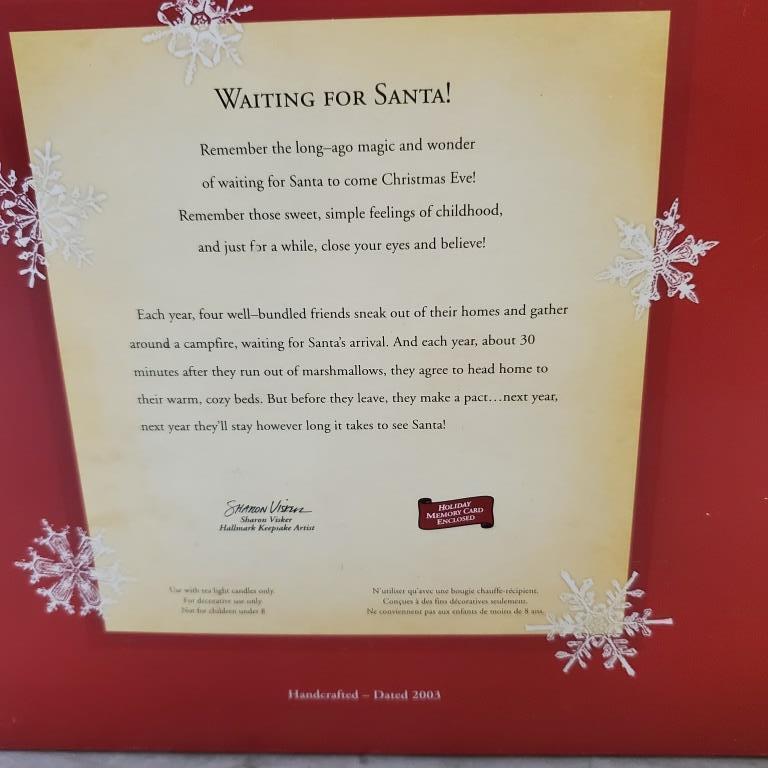 WAITING FOR SANTA!
Remember the long–ago magic and wonder
of waiting for Santa to come Christmas Eve!
Remember those sweet, simple feelings of childhood,
and just for a while, close your eyes and believe!
Each year, four well–bundled friends sneak out of their homes and gather
around a campfire, waiting for Santa's arrival. And each year, about 30
minutes after they run out of marshmallows, they agree to head home to
their warm, cozy beds. But before they leave, they make a pact...next year,
next year they'll stay however long it takes to see Santa!
SHARON VISKER
Sharon Visker
Hallmark Keepsake Artist
HOLIDAY
MEMORY CARD
ENCLOSED
Use with tea light candles only.
For decorative use only.
Not for children under 8.
N'utiliser qu'avec une bougie chauffe-récipient.
Conçues à des fins décoratives seulement.
Ne conviennent pas aux enfants de moins de 8 ans.
Handcrafted – Dated 2003